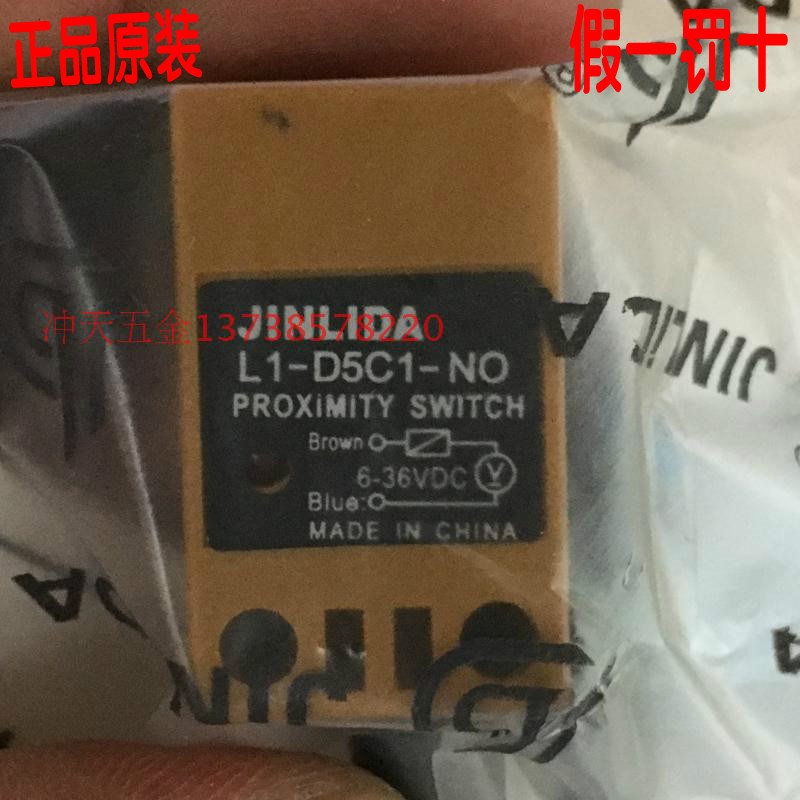 正品原装
假一罚十
冲天五金13738578220
JINLIDA
L1-D5C1-NO
PROXiMITY SWITCH
Brown
6-36VDC V
Blue:
MADE IN CHINA
JINLIDA